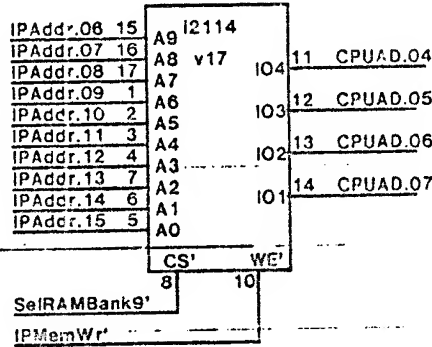 IPAddr.06 15 A9 i2114
IPAddr.07 16 A8 v17
IPAddr.08 17 A7 IO4 11 CPUAD.04
IPAddr.09 1 A6
IPAddr.10 2 A5 IO3 12 CPUAD.05
IPAddr.11 3 A4
IPAddr.12 4 A3 IO2 13 CPUAD.06
IPAddr.13 7 A2
IPAddr.14 6 A1 IO1 14 CPUAD.07
IPAddr.15 5 A0
CS' WE'
8 10
SelRAMBank9'
IPMemWr'